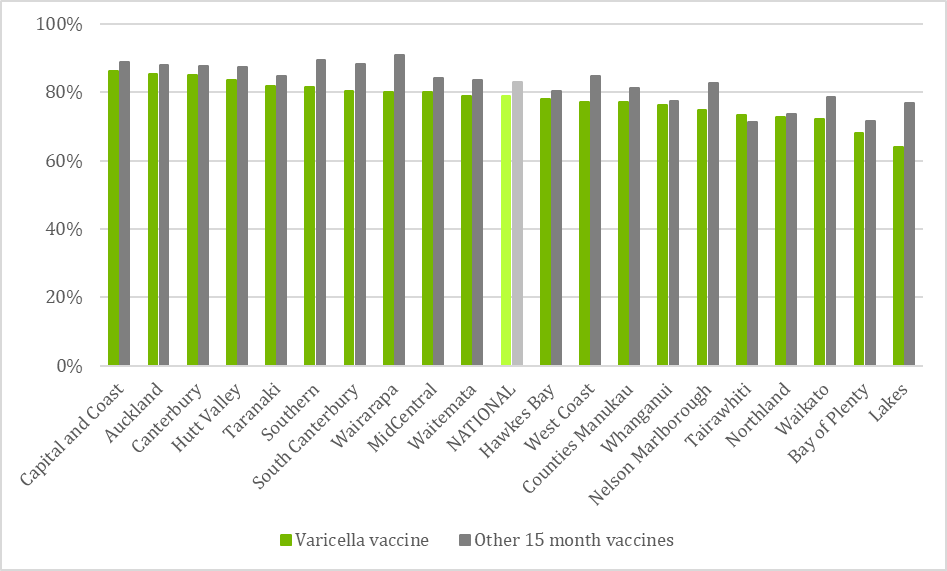 100%
80%
60%
40%
20%
0%
Capital and Coast
Auckland
Canterbury
Hutt Valley
Taranaki
Southern
South Canterbury
Wairarapa
MidCentral
Waitemata
NATIONAL
Hawkes Bay
West Coast
Counties Manukau
Whanganui
Nelson Marlborough
Tairawhiti
Northland
Waikato
Bay of Plenty
Lakes
Varicella vaccine
Other 15 month vaccines